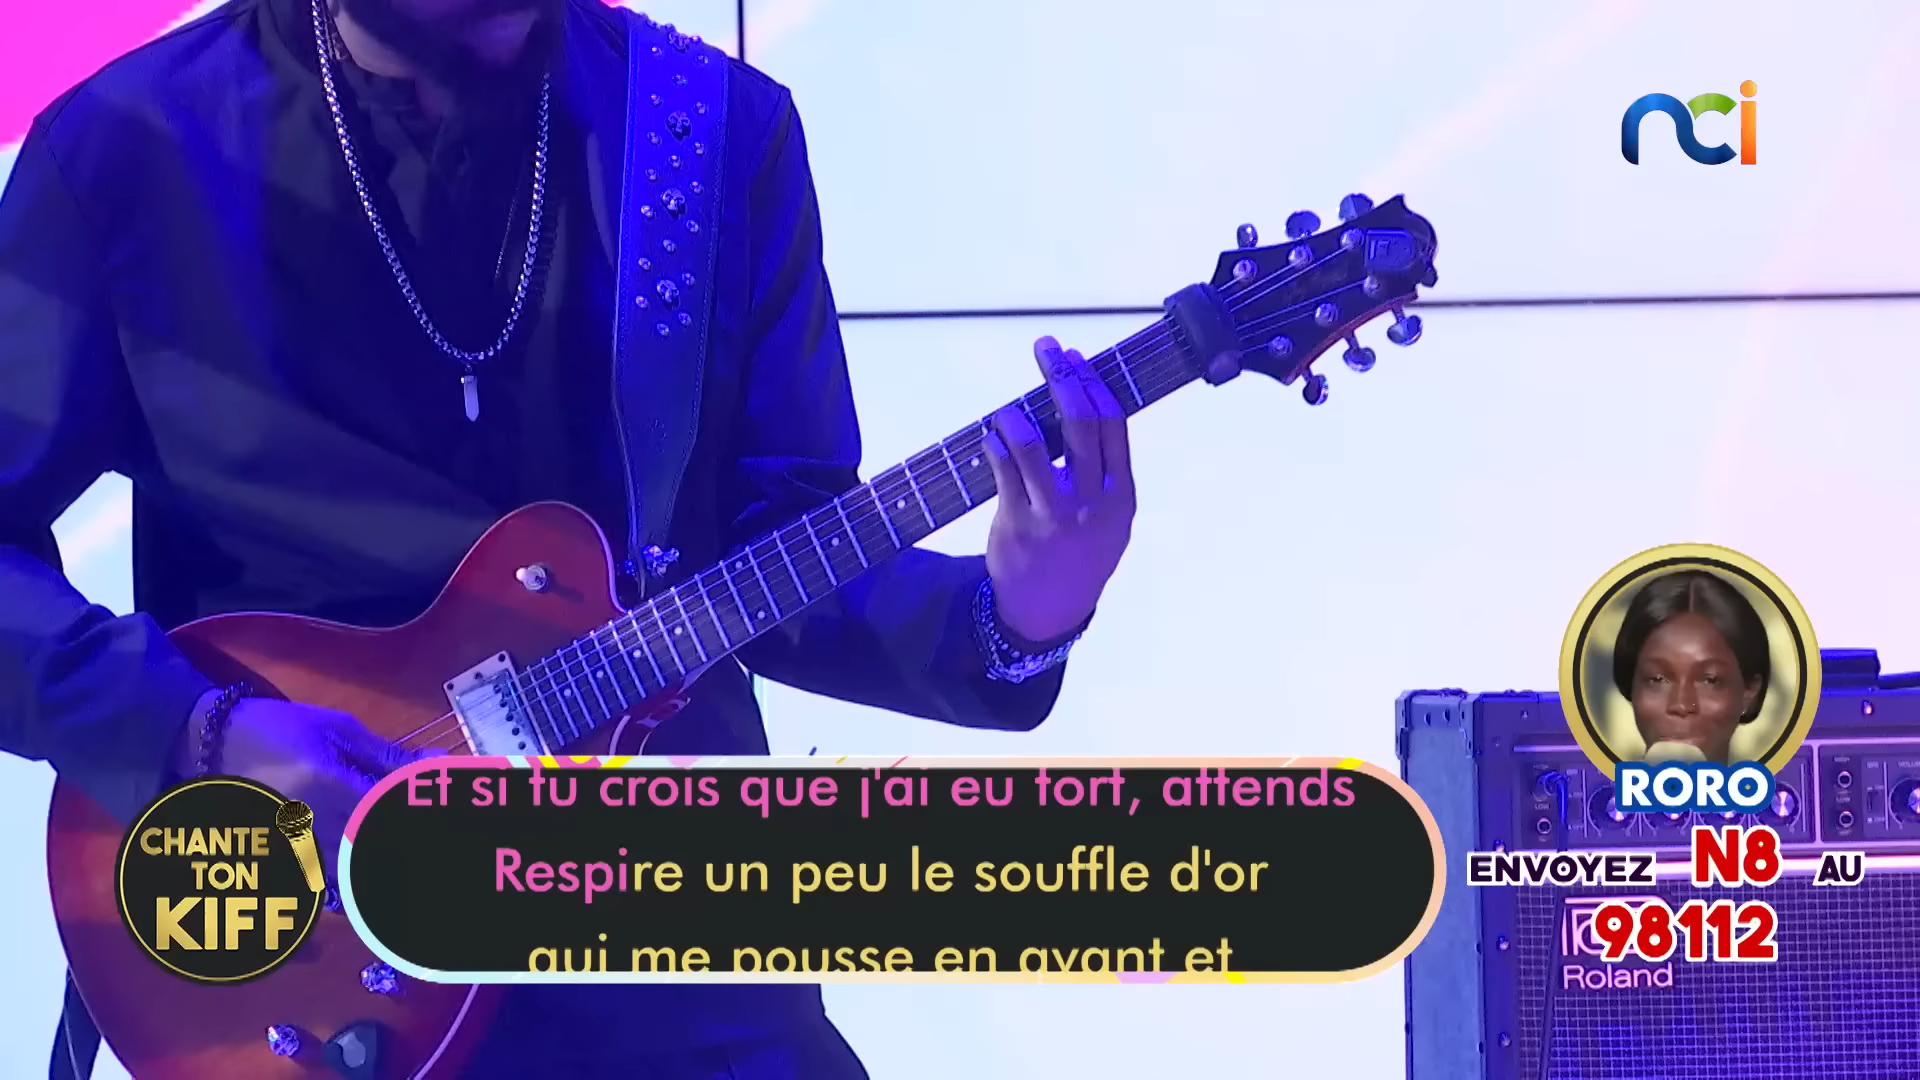 nci
Et si tu crois que j'ai eu tort, attends
Respire un peu le souffle d'or
qui me pousse en avant et
CHANTE
TON
KIFF
RORO
ENVOYEZ N8 AU
98112
Roland